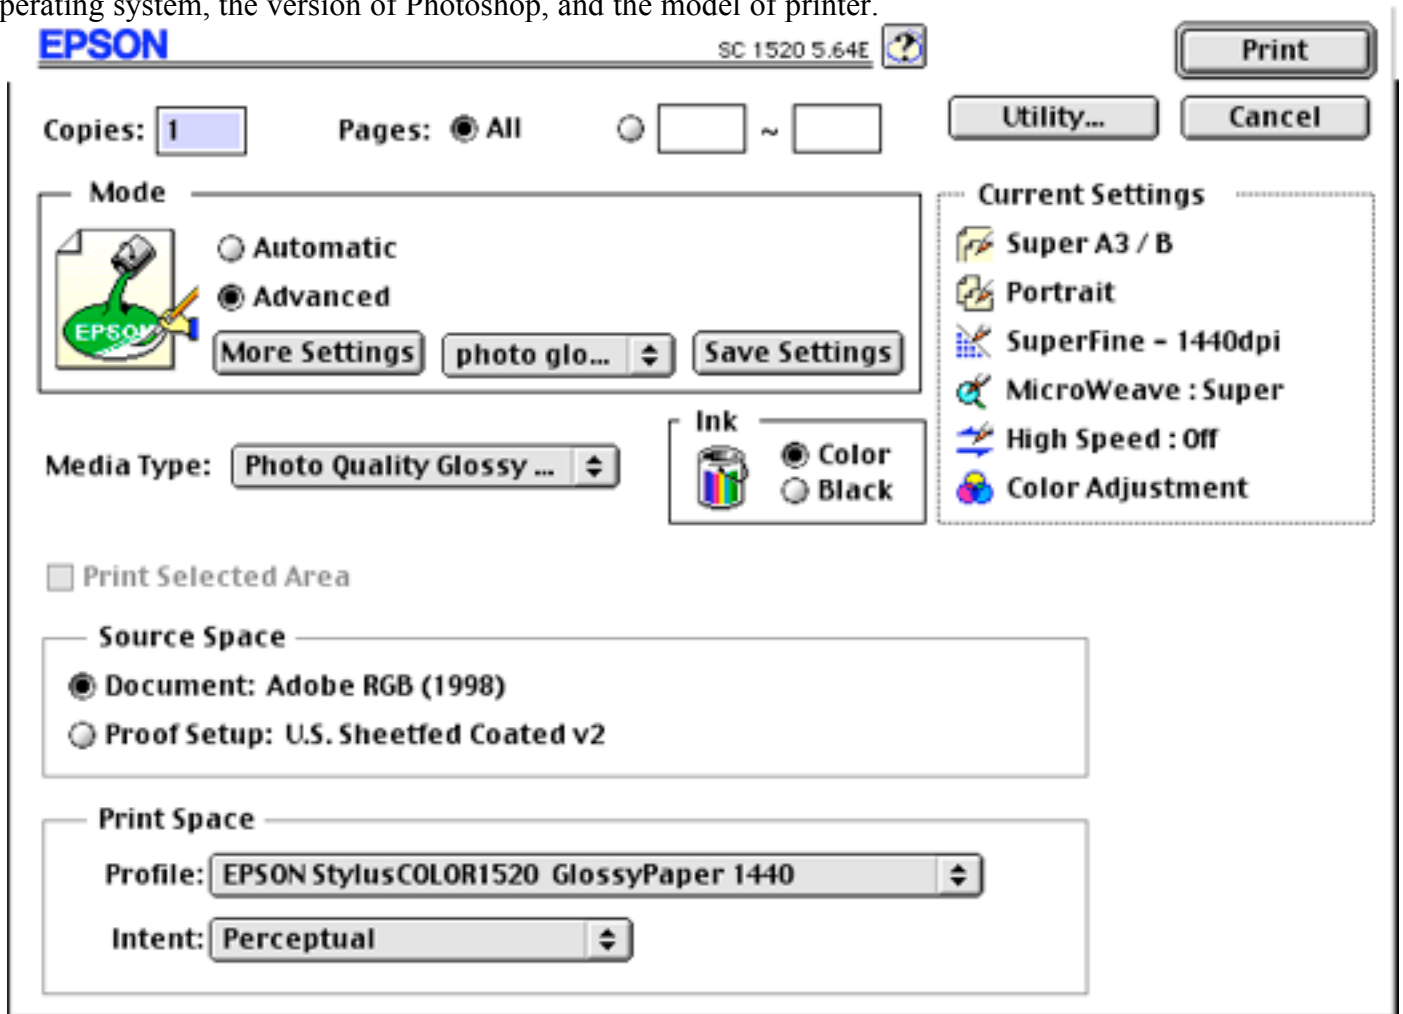 perating system, the version of Photoshop, and the model of printer.
EPSON SC 1520 5.64E Print
Copies: 1 Pages: All ~ Utility... Cancel
Mode
Automatic
Advanced
EPSON
More Settings photo glo... Save Settings
Current Settings
Super A3 / B
Portrait
SuperFine - 1440dpi
MicroWeave : Super
High Speed : Off
Color Adjustment
Media Type: Photo Quality Glossy ...
Ink
Color
Black
Print Selected Area
Source Space
Document: Adobe RGB (1998)
Proof Setup: U.S. Sheetfed Coated v2
Print Space
Profile: EPSON StylusCOLOR1520 GlossyPaper 1440
Intent: Perceptual